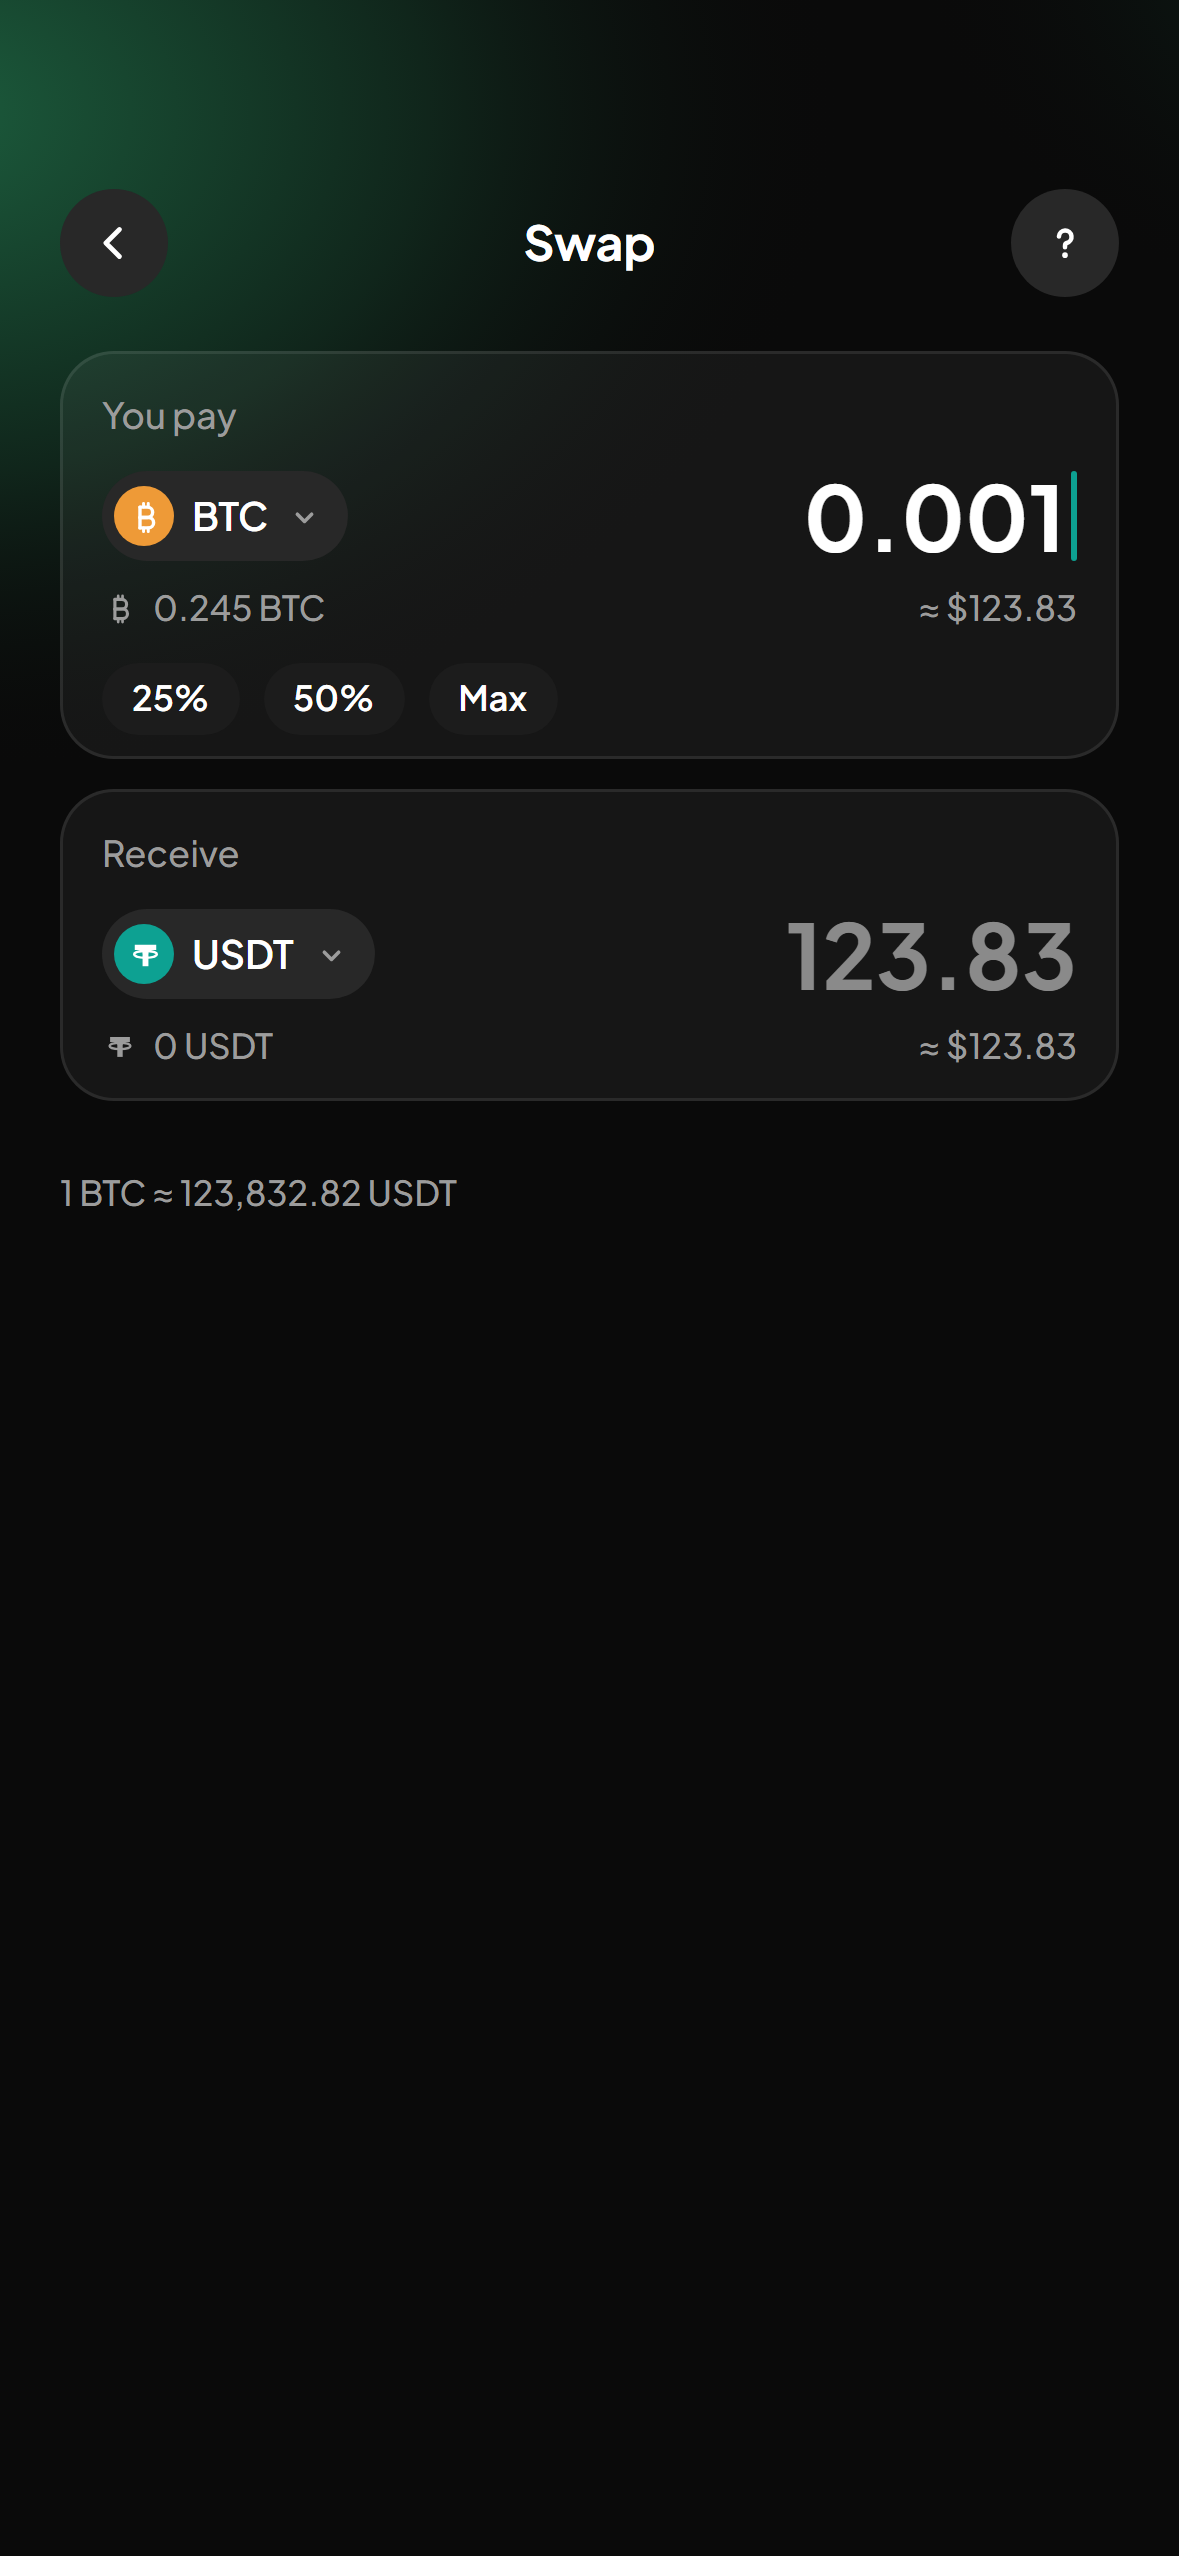 Swap
?
You pay
BTC
0.001
0.245 BTC
≈ $123.83
25%
50%
Max
Receive
USDT
123.83
0 USDT
≈ $123.83
1 BTC ≈ 123,832.82 USDT